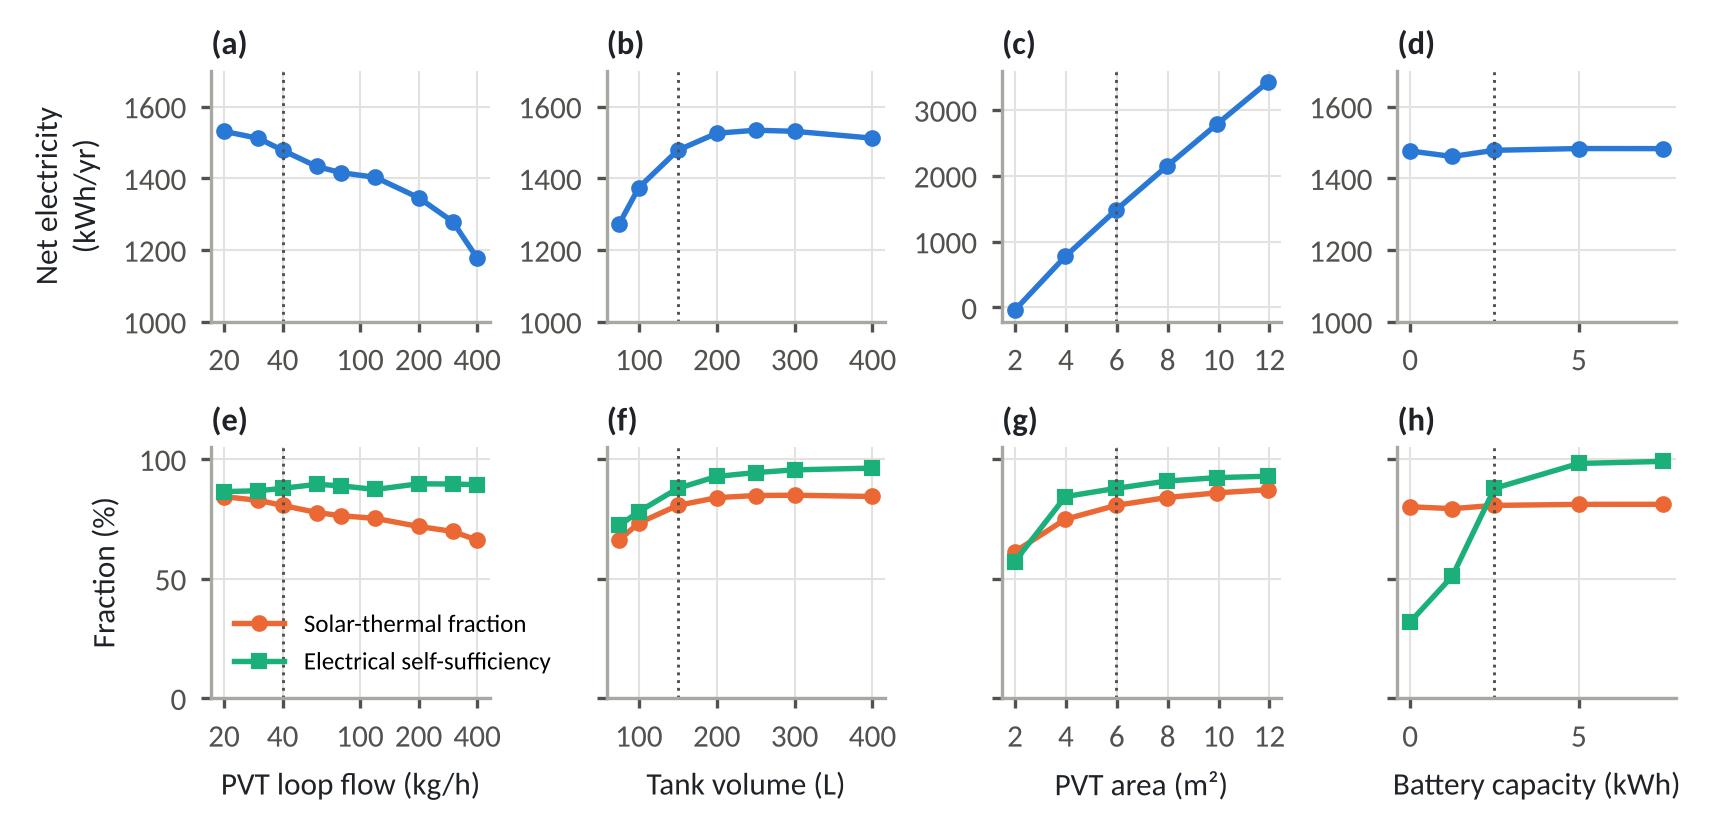 (a)
(b)
(c)
(d)
Net electricity
(kWh/yr)
1600
1400
1200
1000
20 40 100 200 400
1600
1400
1200
1000
100 200 300 400
3000
2000
1000
0
2 4 6 8 10 12
1600
1400
1200
1000
0 5
(e)
(f)
(g)
(h)
Fraction (%)
100
50
0
Solar-thermal fraction
Electrical self-sufficiency
20 40 100 200 400
100 200 300 400
2 4 6 8 10 12
0 5
PVT loop flow (kg/h)
Tank volume (L)
PVT area (m²)
Battery capacity (kWh)